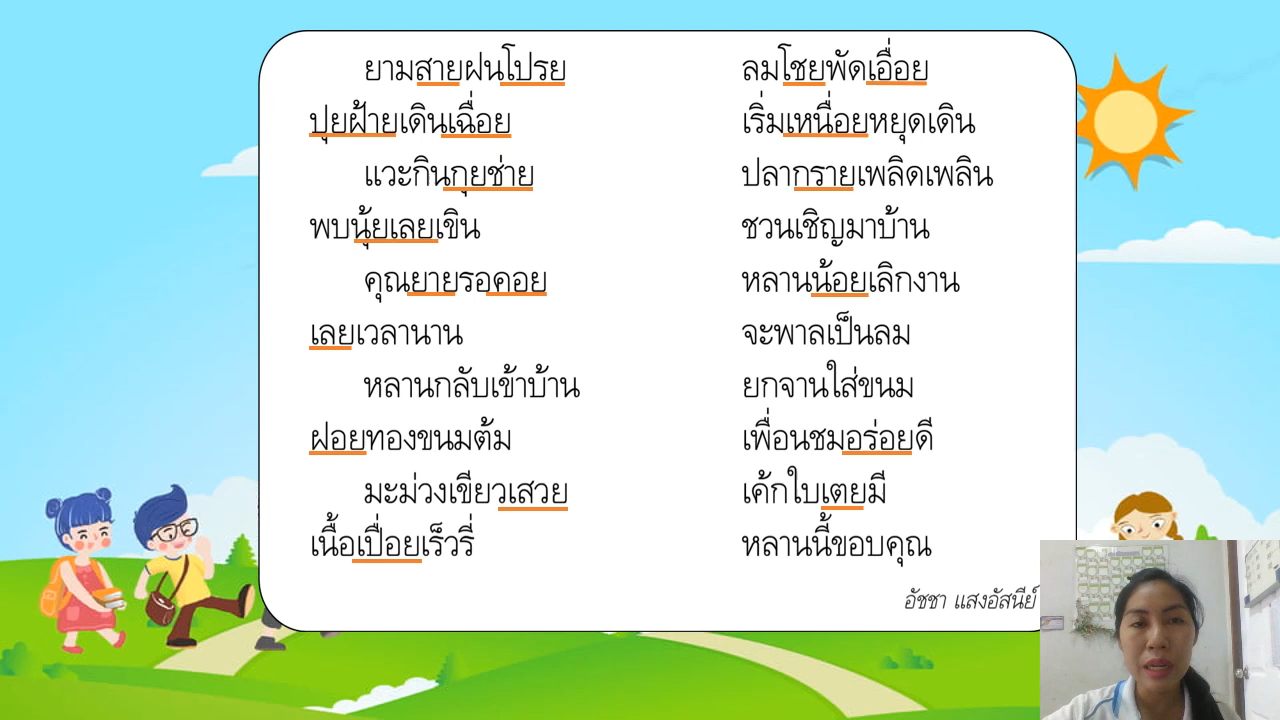 ยามสายฝนโปรย ลมโชยพัดเอื่อย
ปุยฝ้ายเดินเฉื่อย เริ่มเหนื่อยหยุดเดิน
แวะกินกุยช่าย ปลากรายเพลิดเพลิน
พบนุ้ยเลยเขิน ชวนเชิญมาบ้าน
คุณยายรอคอย หลานน้อยเลิกงาน
เลยเวลานาน จะพาลเป็นลม
หลานกลับเข้าบ้าน ยกจานใส่ขนม
ฝอยทองขนมต้ม เพื่อนชมอร่อยดี
มะม่วงเขียวเสวย เค้กใบเตยมี
เนื้อเปื่อยเร็วรี่ หลานนี้ขอบคุณ
อัชชา แสงอัสนีย์